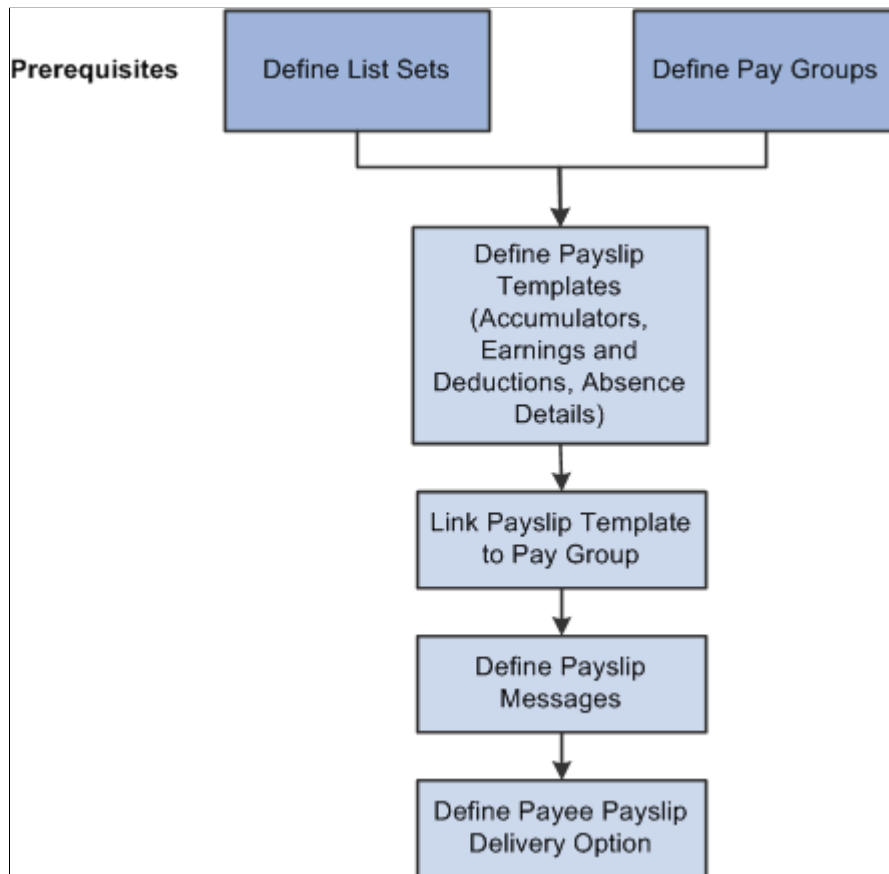 Prerequisites
Define List Sets
Define Pay Groups
Define Payslip
Templates
(Accumulators,
Earnings and
Deductions, Absence
Details)
Link Payslip Template
to Pay Group
Define Payslip
Messages
Define Payee Payslip
Delivery Option